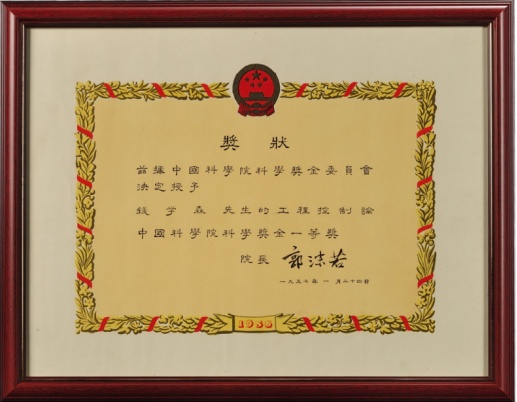 獎狀
茲據中國科學院科學獎金委員會
決定授予
錢学森 先生的工程控制論
中國科學院科學獎金一等獎
院長 郭沫若
一九五七年 一 月二十四日
1956